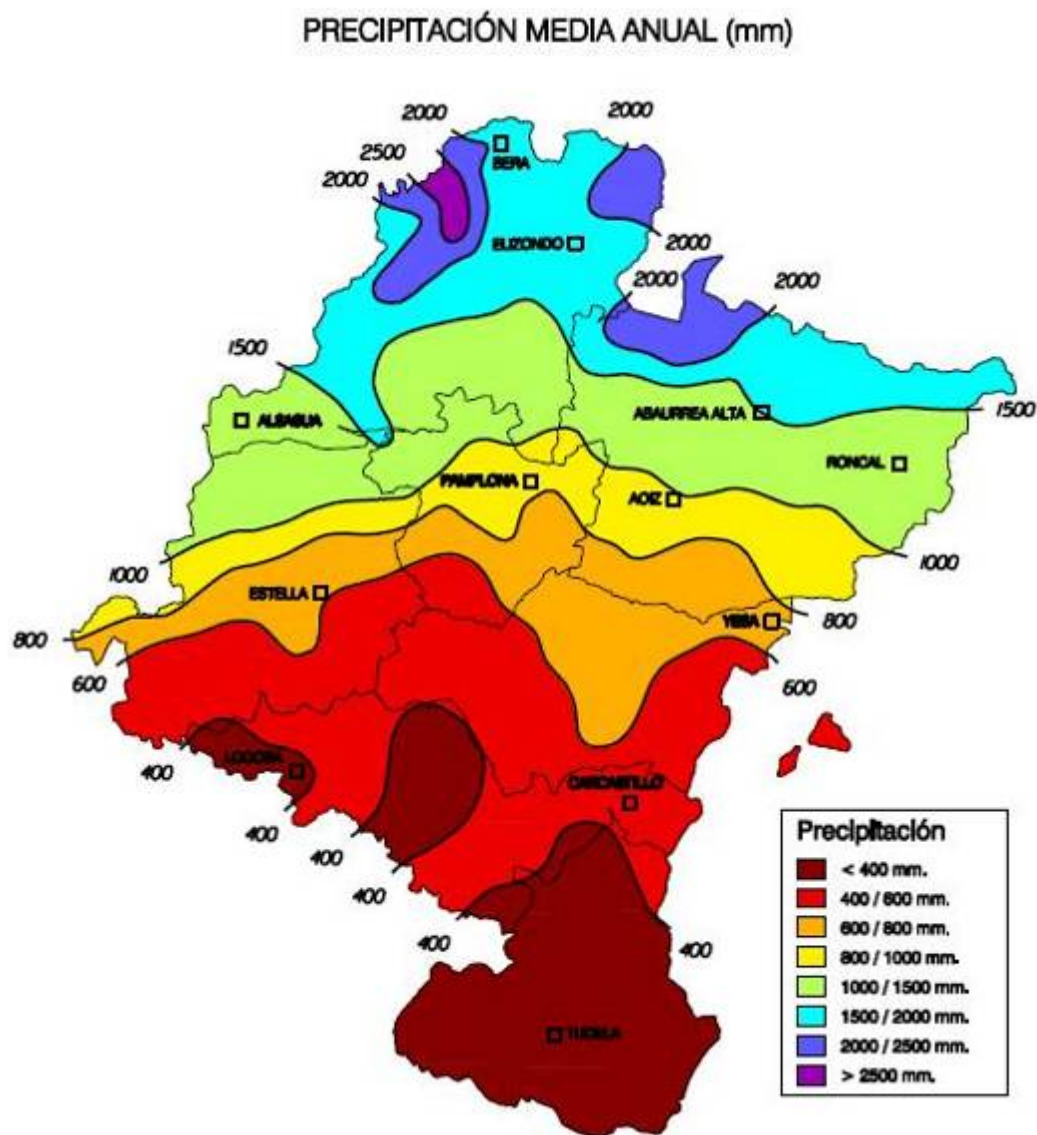 PRECIPITACIÓN MEDIA ANUAL (mm)
2000
2000
2500
2000
BERA
ELIZONDO
2000
2000
2000
1500
ALSASUA
ABAURREA ALTA
1500
RONCAL
PAMPLONA
AOIZ
1000
1000
ESTELLA
YESA
800
800
600
600
LODOSA
400
CARCASTILLO
400
400
400
400
400
TUDELA
Precipitación
< 400 mm.
400 / 600 mm.
600 / 800 mm.
800 / 1000 mm.
1000 / 1500 mm.
1500 / 2000 mm.
2000 / 2500 mm.
> 2500 mm.